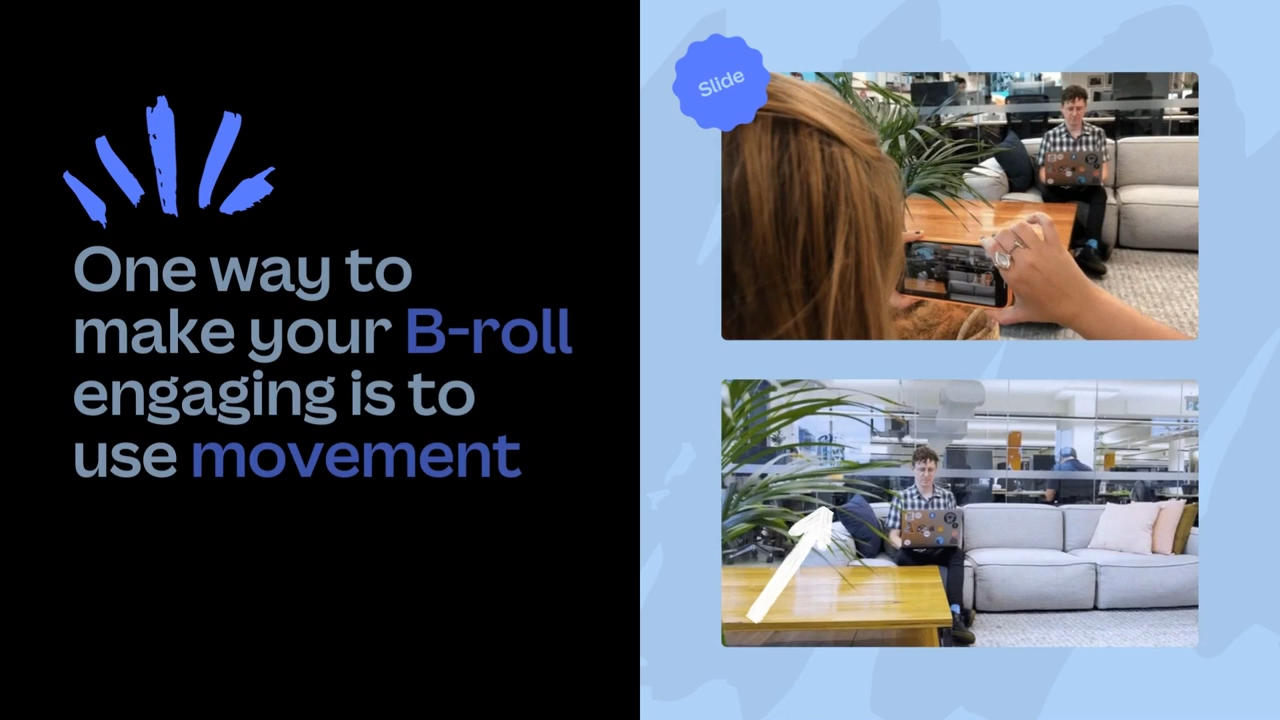 One way to
make your B-roll
engaging is to
use movement
Slide